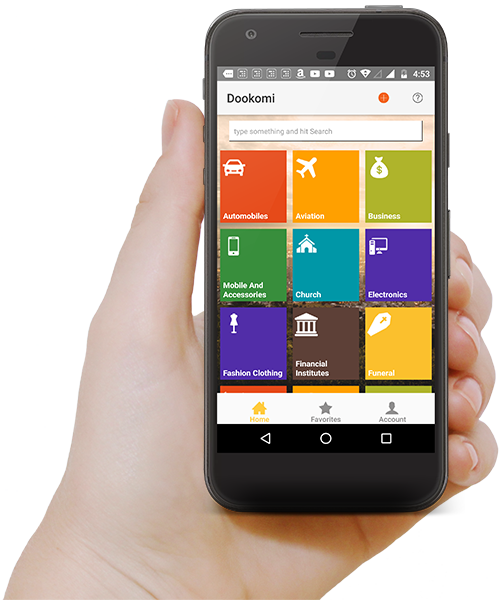 4:53
Dookomi
type something and hit Search
Automobiles
Aviation
Business
Mobile And
Accessories
Church
Electronics
Fashion Clothing
Financial
Institutes
Funeral
Home
Favorites
Account